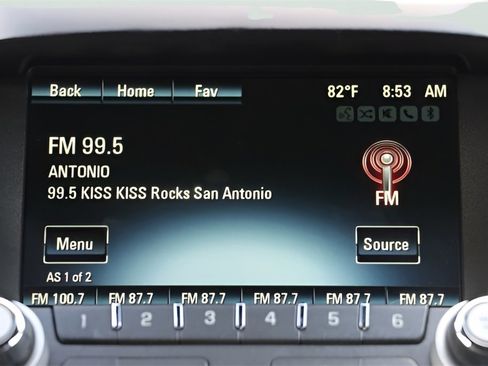 Back Home Fav 82°F 8:53 AM
FM 99.5
ANTONIO
99.5 KISS KISS Rocks San Antonio
FM
Menu Source
AS 1 of 2
FM 100.7 FM 87.7 FM 87.7 FM 87.7 FM 87.7 FM 87.7
1 2 3 4 5 6